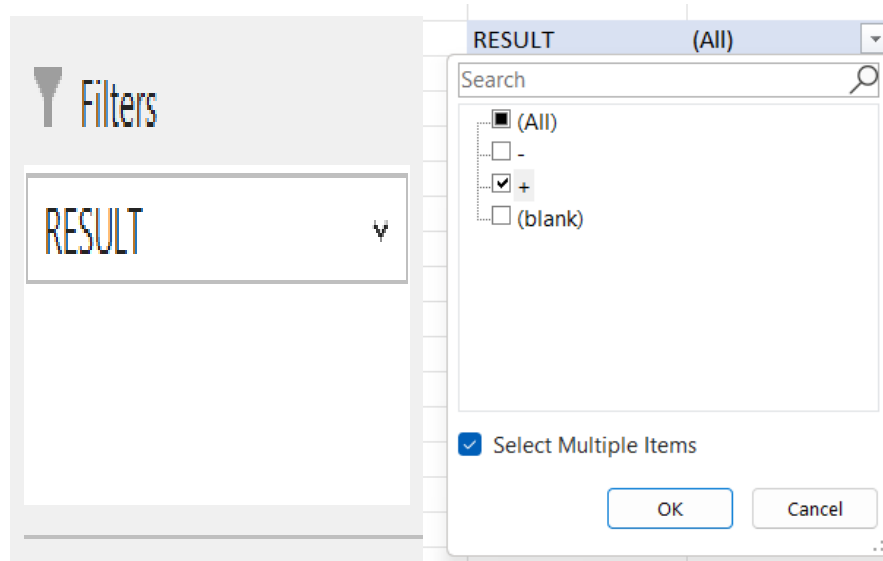 Filters
RESULT
RESULT (All)
Search
(All)
-
+
(blank)
Select Multiple Items
OK Cancel